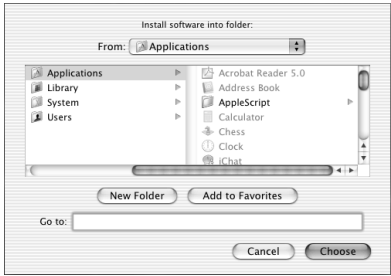 Install software into folder:
From: Applications
Applications
Library
System
Users
Acrobat Reader 5.0
Address Book
AppleScript
Calculator
Chess
Clock
iChat
New Folder
Add to Favorites
Go to:
Cancel
Choose